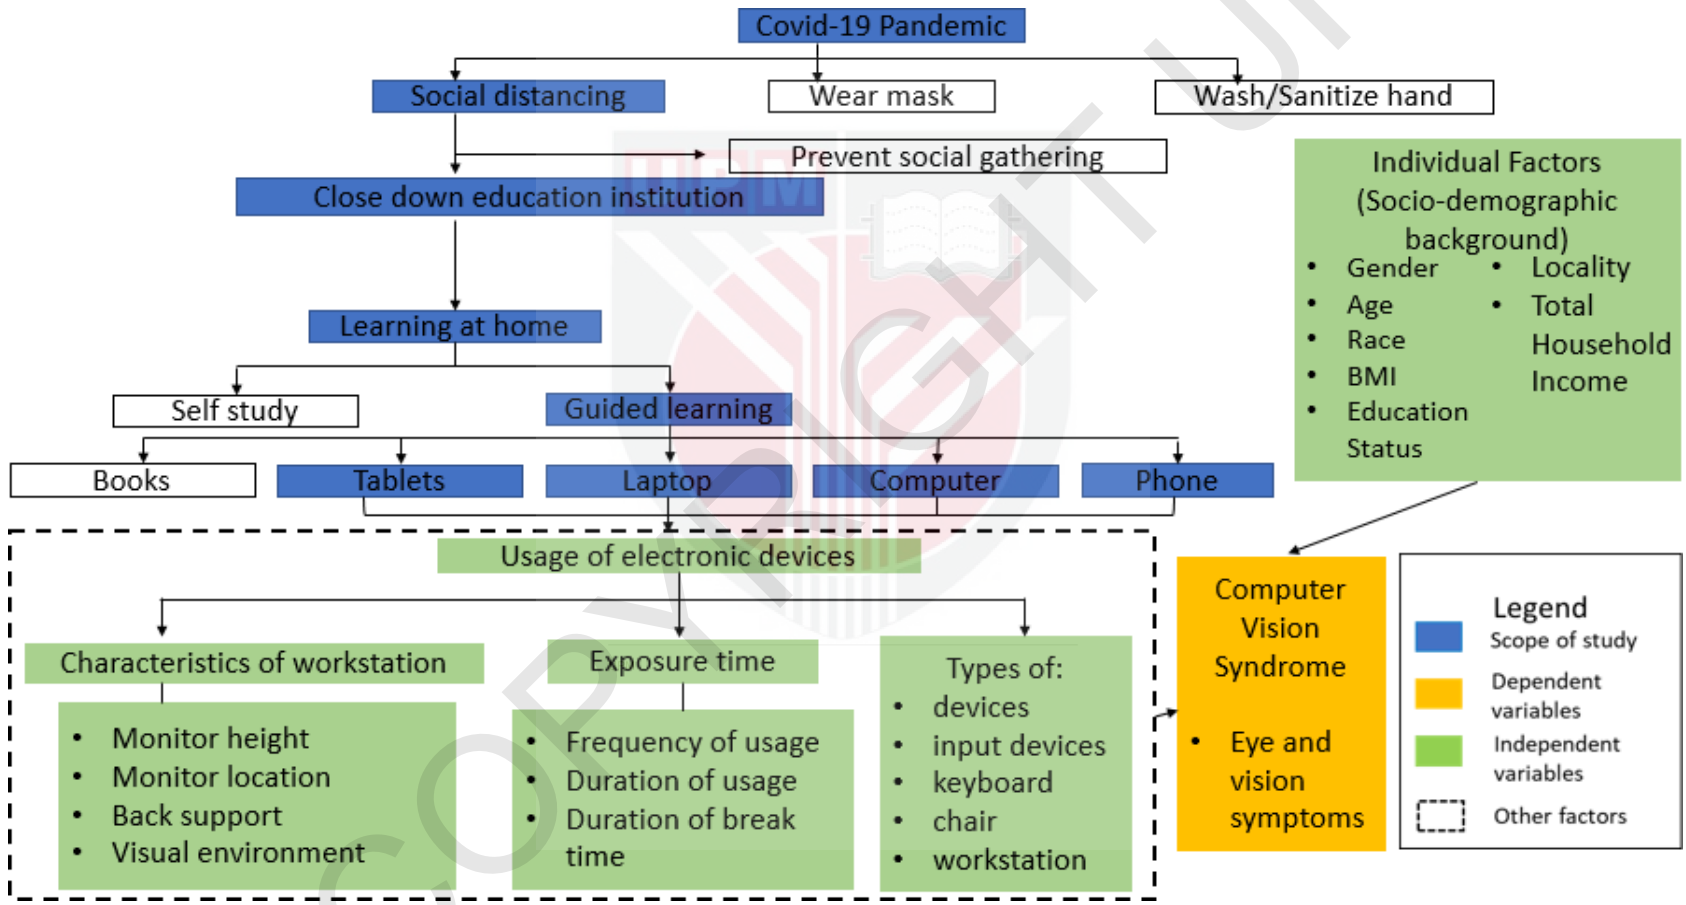 Covid-19 Pandemic
Social distancing
Wear mask
Wash/Sanitize hand
Prevent social gathering
Close down education institution
Learning at home
Self study
Guided learning
Books
Tablets
Laptop
Computer
Phone
Individual Factors
(Socio-demographic
background)
• Gender
• Age
• Race
• BMI
• Education
Status
• Locality
• Total
Household
Income
Usage of electronic devices
Characteristics of workstation
• Monitor height
• Monitor location
• Back support
• Visual environment
Exposure time
• Frequency of usage
• Duration of usage
• Duration of break
time
Types of:
• devices
• input devices
• keyboard
• chair
• workstation
Computer
Vision
Syndrome
• Eye and
vision
symptoms
Legend
Scope of study
Dependent
variables
Independent
variables
Other factors
UPM
COPYRIGHT UP